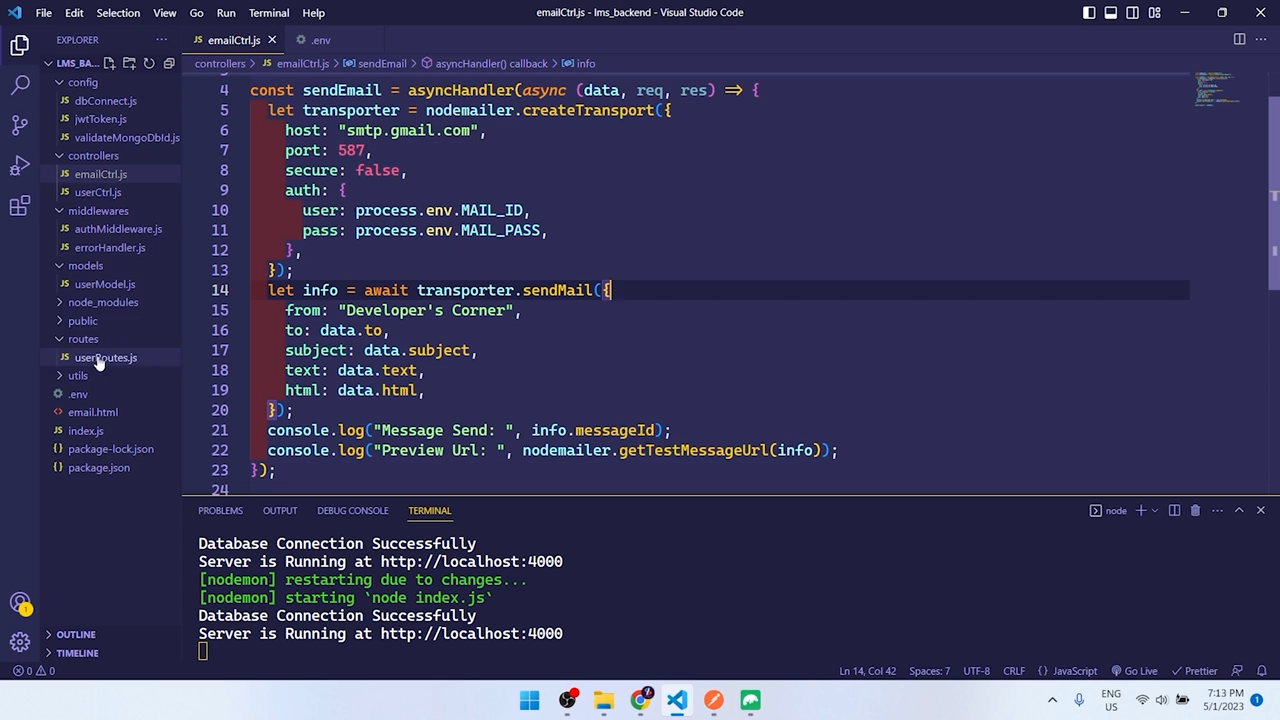 File Edit Selection View Go Run Terminal Help
emailCtrl.js - lms_backend - Visual Studio Code
EXPLORER
LMS_BA...
config
dbConnect.js
jwtToken.js
validateMongoDbId.js
controllers
emailCtrl.js
userCtrl.js
middlewares
authMiddleware.js
errorHandler.js
models
userModel.js
node_modules
public
routes
userRoutes.js
utils
.env
email.html
index.js
package-lock.json
package.json
OUTLINE
TIMELINE
emailCtrl.js
.env
controllers > emailCtrl.js > sendEmail > asyncHandler() callback > info
4 const sendEmail = asyncHandler(async (data, req, res) => {
5 let transporter = nodemailer.createTransport({
6 host: "smtp.gmail.com",
7 port: 587,
8 secure: false,
9 auth: {
10 user: process.env.MAIL_ID,
11 pass: process.env.MAIL_PASS,
12 },
13 });
14 let info = await transporter.sendMail({
15 from: "Developer's Corner",
16 to: data.to,
17 subject: data.subject,
18 text: data.text,
19 html: data.html,
20 });
21 console.log("Message Send: ", info.messageId);
22 console.log("Preview Url: ", nodemailer.getTestMessageUrl(info));
23 });
24
PROBLEMS OUTPUT DEBUG CONSOLE TERMINAL
node
Database Connection Successfully
Server is Running at http://localhost:4000
[nodemon] restarting due to changes...
[nodemon] starting `node index.js`
Database Connection Successfully
Server is Running at http://localhost:4000
0 0
Ln 14, Col 42 Spaces: 7 UTF-8 CRLF {} JavaScript Go Live Prettier
1
ENG
US
7:13 PM
5/1/2023
1